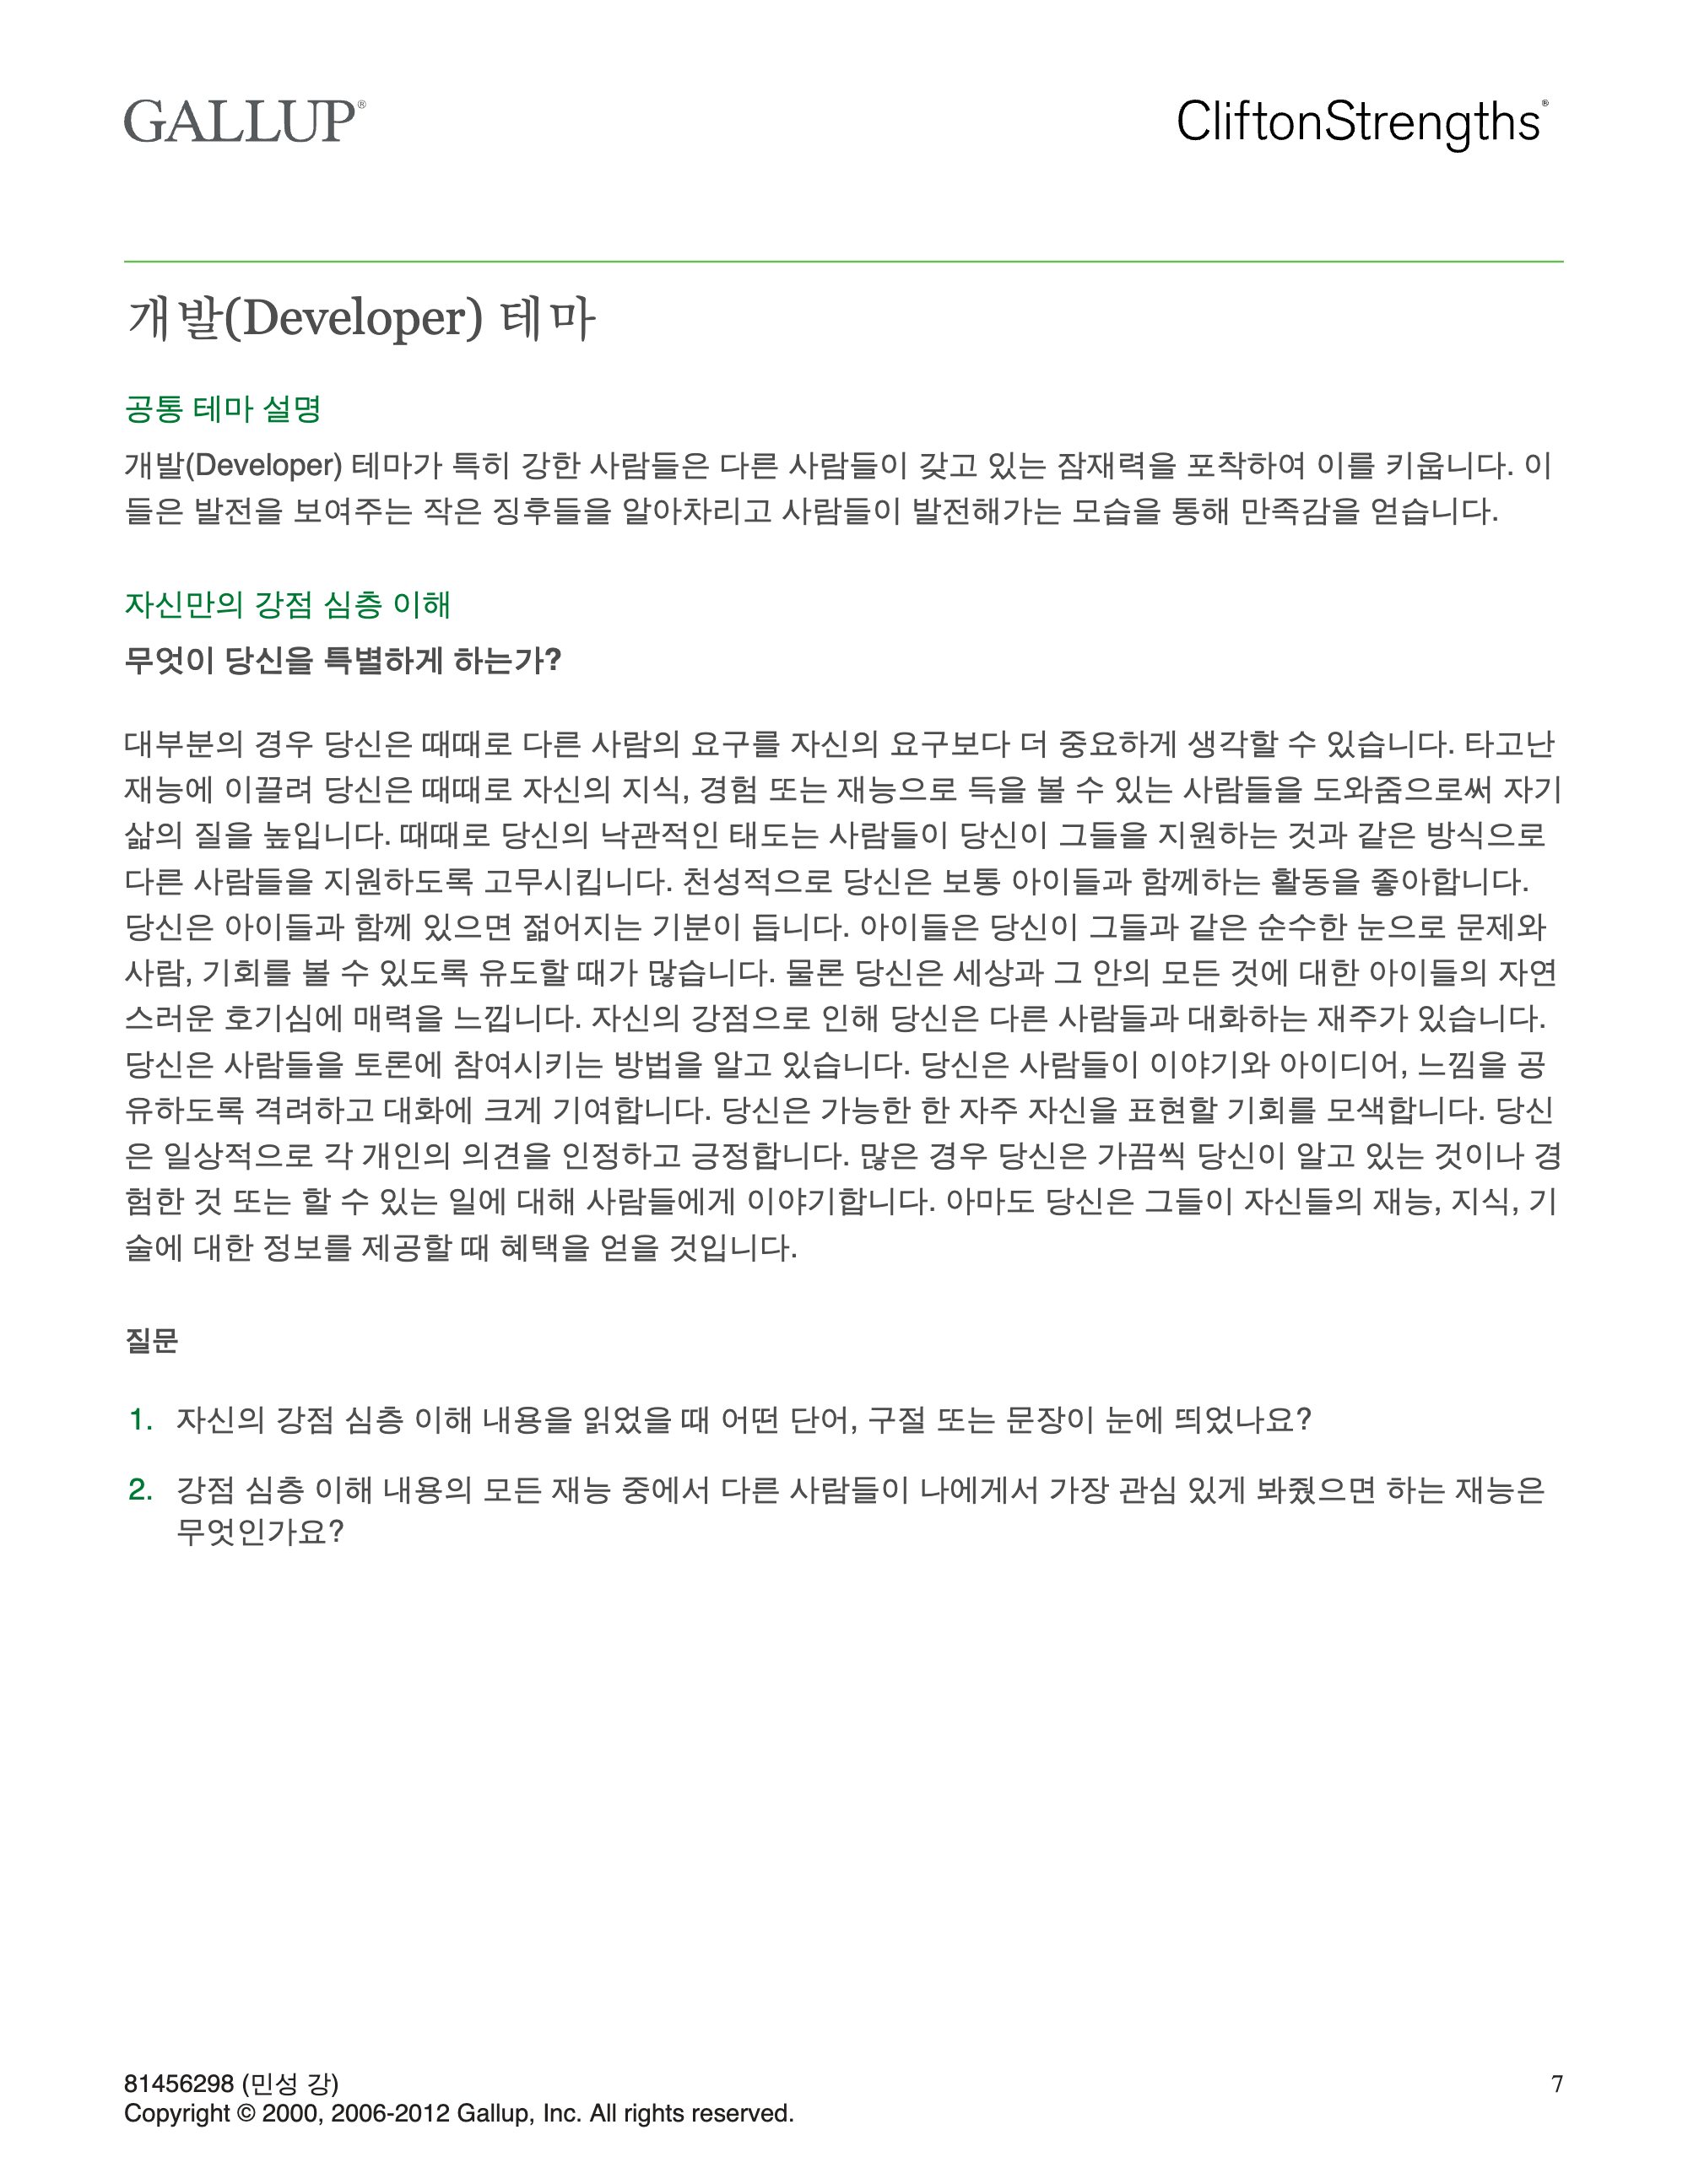 GALLUP®
CliftonStrengths®
개발(Developer) 테마
공통 테마 설명
개발(Developer) 테마가 특히 강한 사람들은 다른 사람들이 갖고 있는 잠재력을 포착하여 이를 키웁니다. 이
들은 발전을 보여주는 작은 징후들을 알아차리고 사람들이 발전해가는 모습을 통해 만족감을 얻습니다.
자신만의 강점 심층 이해
무엇이 당신을 특별하게 하는가?
대부분의 경우 당신은 때때로 다른 사람의 요구를 자신의 요구보다 더 중요하게 생각할 수 있습니다. 타고난
재능에 이끌려 당신은 때때로 자신의 지식, 경험 또는 재능으로 득을 볼 수 있는 사람들을 도와줌으로써 자기
삶의 질을 높입니다. 때때로 당신의 낙관적인 태도는 사람들이 당신이 그들을 지원하는 것과 같은 방식으로
다른 사람들을 지원하도록 고무시킵니다. 천성적으로 당신은 보통 아이들과 함께하는 활동을 좋아합니다.
당신은 아이들과 함께 있으면 젊어지는 기분이 듭니다. 아이들은 당신이 그들과 같은 순수한 눈으로 문제와
사람, 기회를 볼 수 있도록 유도할 때가 많습니다. 물론 당신은 세상과 그 안의 모든 것에 대한 아이들의 자연
스러운 호기심에 매력을 느낍니다. 자신의 강점으로 인해 당신은 다른 사람들과 대화하는 재주가 있습니다.
당신은 사람들을 토론에 참여시키는 방법을 알고 있습니다. 당신은 사람들이 이야기와 아이디어, 느낌을 공
유하도록 격려하고 대화에 크게 기여합니다. 당신은 가능한 한 자주 자신을 표현할 기회를 모색합니다. 당신
은 일상적으로 각 개인의 의견을 인정하고 긍정합니다. 많은 경우 당신은 가끔씩 당신이 알고 있는 것이나 경
험한 것 또는 할 수 있는 일에 대해 사람들에게 이야기합니다. 아마도 당신은 그들이 자신들의 재능, 지식, 기
술에 대한 정보를 제공할 때 혜택을 얻을 것입니다.
질문
1. 자신의 강점 심층 이해 내용을 읽었을 때 어떤 단어, 구절 또는 문장이 눈에 띄었나요?
2. 강점 심층 이해 내용의 모든 재능 중에서 다른 사람들이 나에게서 가장 관심 있게 봐줬으면 하는 재능은
무엇인가요?
81456298 (민성 강)
7
Copyright © 2000, 2006-2012 Gallup, Inc. All rights reserved.